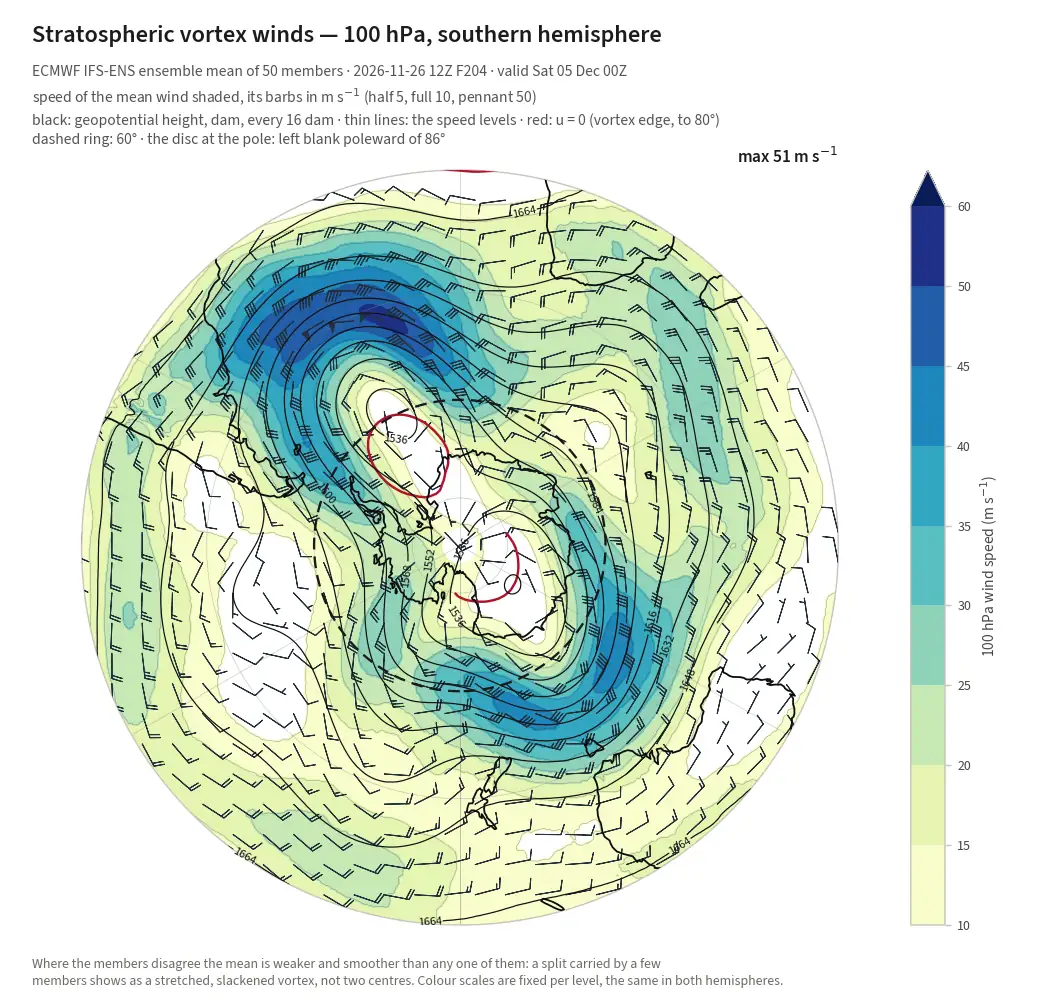 Stratospheric vortex winds — 100 hPa, southern hemisphere
ECMWF IFS-ENS ensemble mean of 50 members · 2026-11-26 12Z F204 · valid Sat 05 Dec 00Z
speed of the mean wind shaded, its barbs in m s⁻¹ (half 5, full 10, pennant 50)
black: geopotential height, dam, every 16 dam · thin lines: the speed levels · red: u = 0 (vortex edge, to 80°)
dashed ring: 60° · the disc at the pole: left blank poleward of 86°
max 51 m s⁻¹
1664
1536
1584
1552
1568
1536
1616
1632
1648
1664
1664
1664
60
50
45
40
35
30
25
20
15
10
100 hPa wind speed (m s⁻¹)
Where the members disagree the mean is weaker and smoother than any one of them: a split carried by a few
members shows as a stretched, slackened vortex, not two centres. Colour scales are fixed per level, the same in both hemispheres.